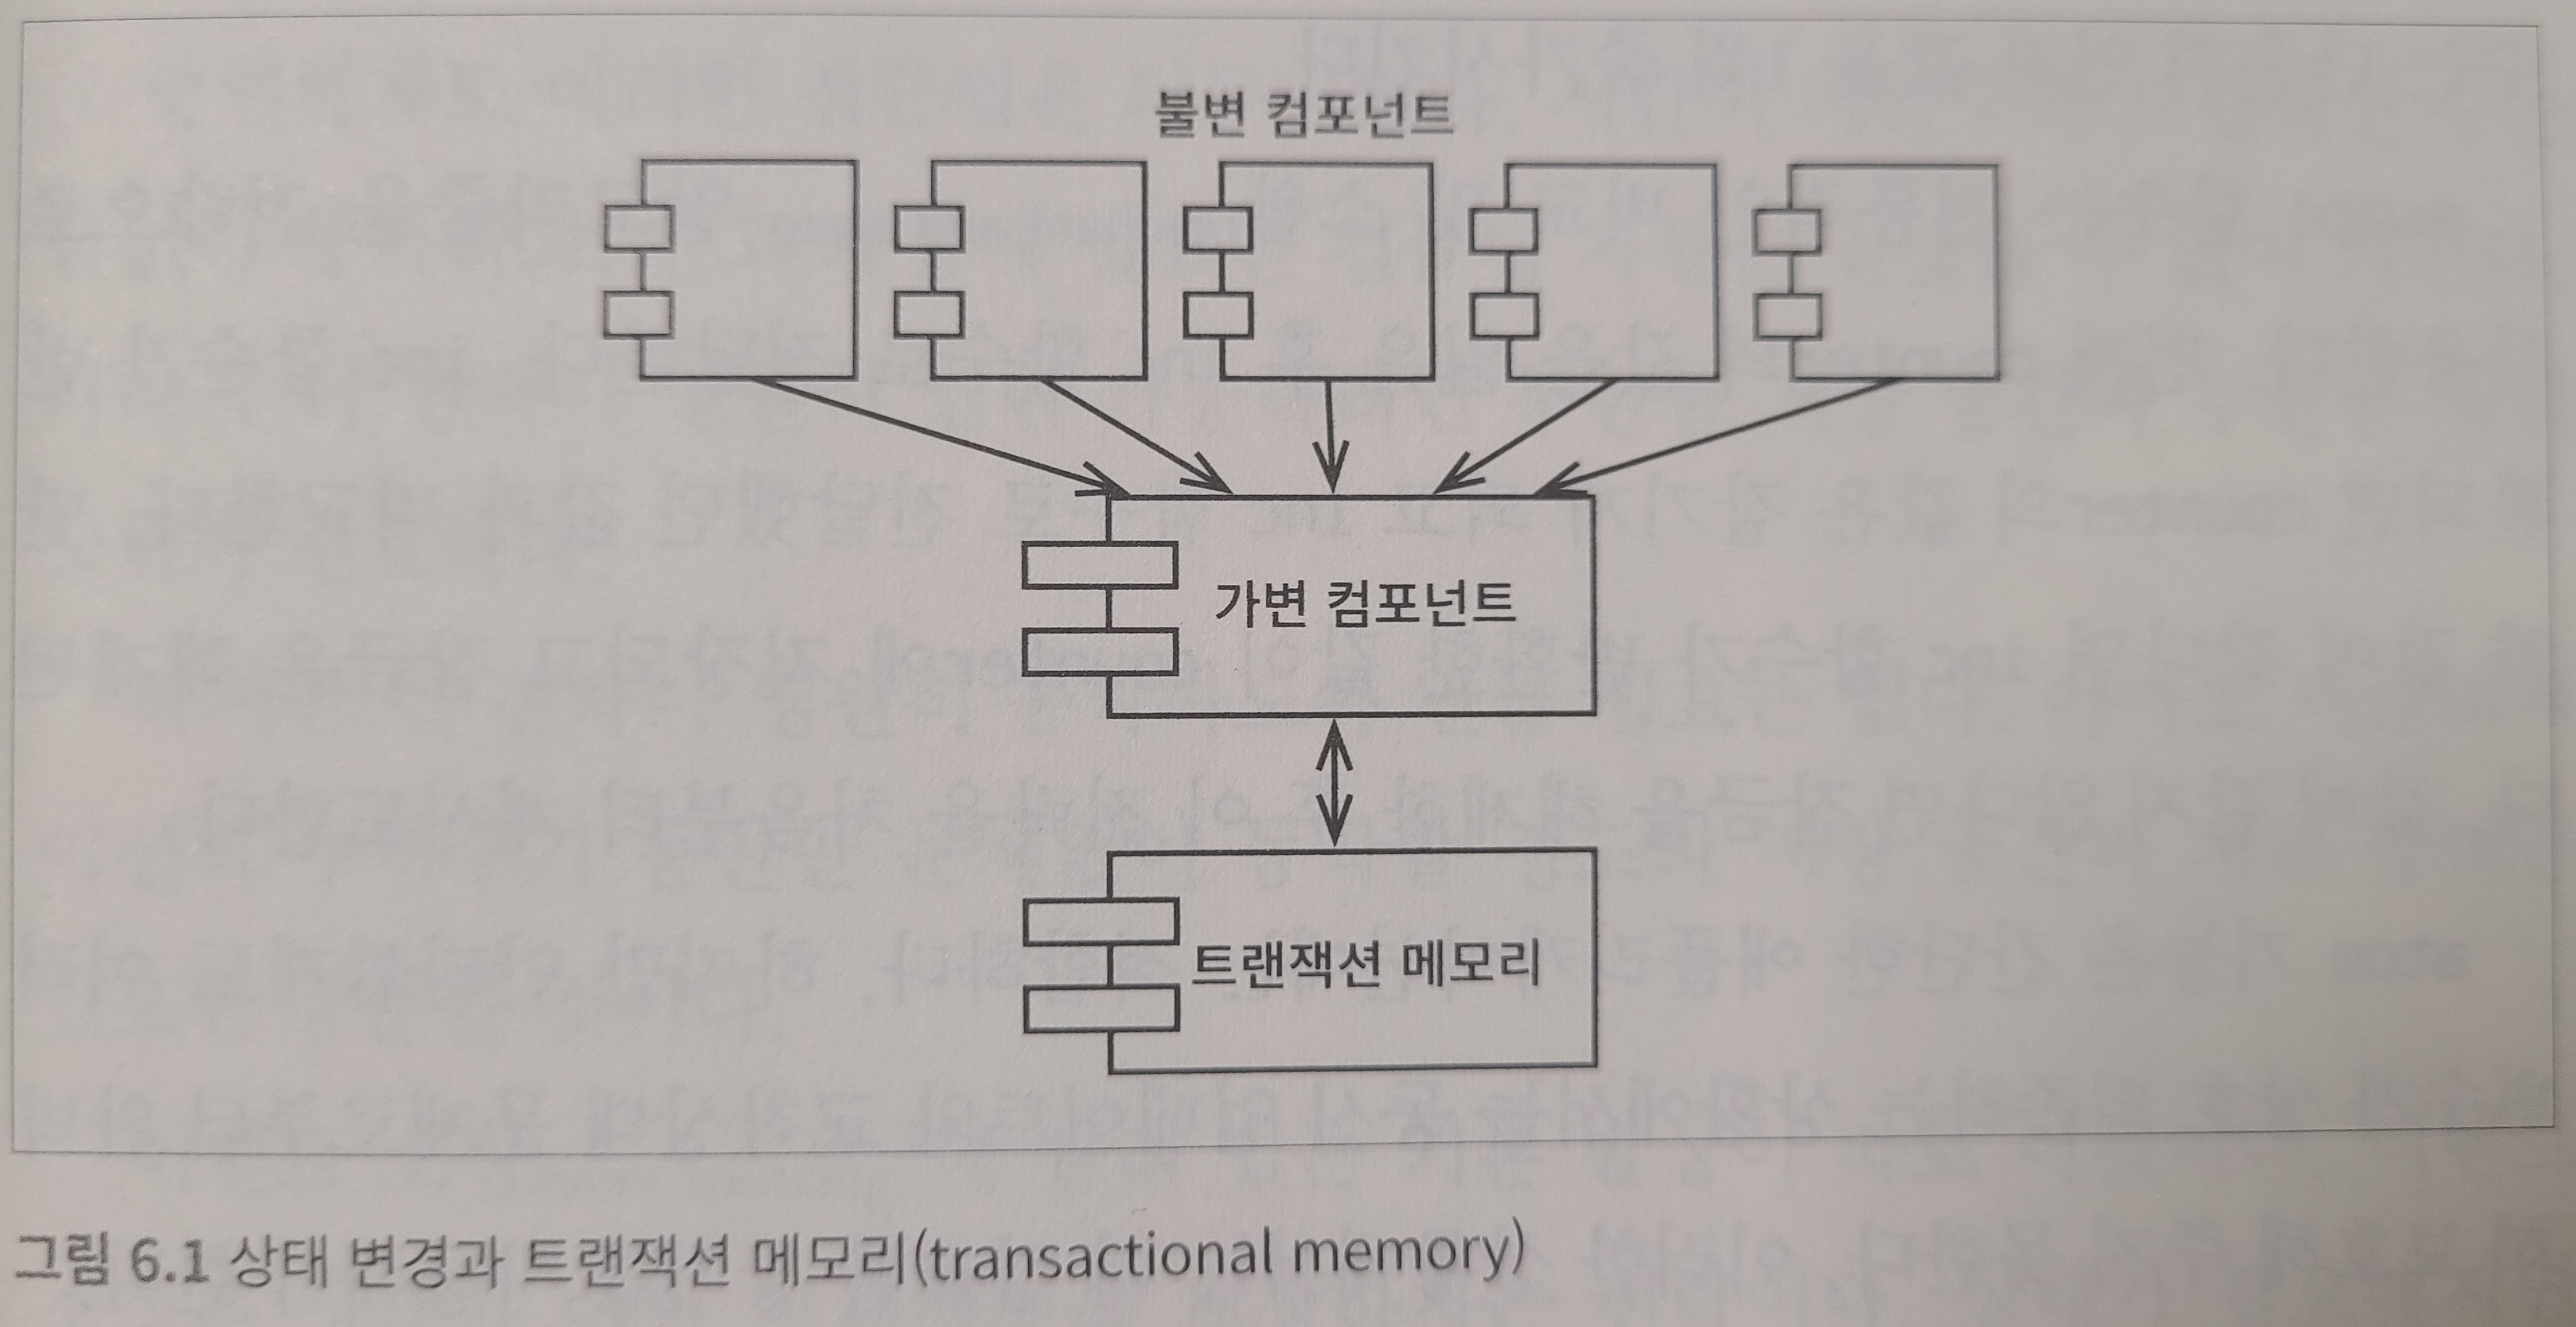 불변 컴포넌트
가변 컴포넌트
트랜잭션 메모리
그림 6.1 상태 변경과 트랜잭션 메모리(transactional memory)